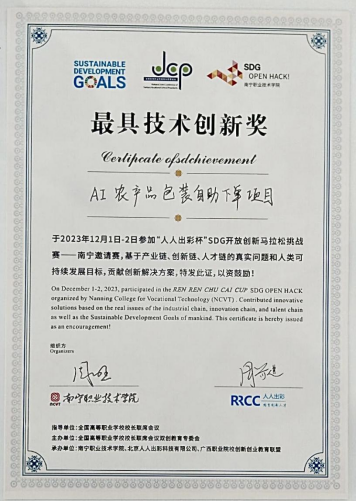 SUSTAINABLE
DEVELOPMENT
GOALS
SDG
OPEN HACK!
南宁职业技术学院
最具技术创新奖
Certipcate ofsdchievement
AI 农产品包装自助下单项目
于2023年12月1日-2日参加“人人出彩杯”SDG开放创新马拉松挑战
赛——南宁邀请赛,基于产业链、创新链、人才链的真实问题和人类可
持续发展目标,贡献创新解决方案,特发此证,以资鼓励!
On December 1-2, 2023, participated in the REN REN CHU CAI CUP SDG OPEN HACK
organized by Nanning College for Vocational Technology (NCVT) . Contributed innovative
solutions based on the real issues of the industrial chain, innovation chain, and talent chain
as well as the Sustainable Development Goals of mankind. This certificate is hereby issued
as an encouragement!
组织方
Organizers
NCVT
南宁职业技术学院
RRCC
人人出彩
指导单位:全国高等职业学校校长联席会议
主办单位:全国高等职业学校校长联席会议双创教育专委会
承办单位:南宁职业技术学院、北京人人出彩科技有限公司、广西职业院校创新创业教育联盟